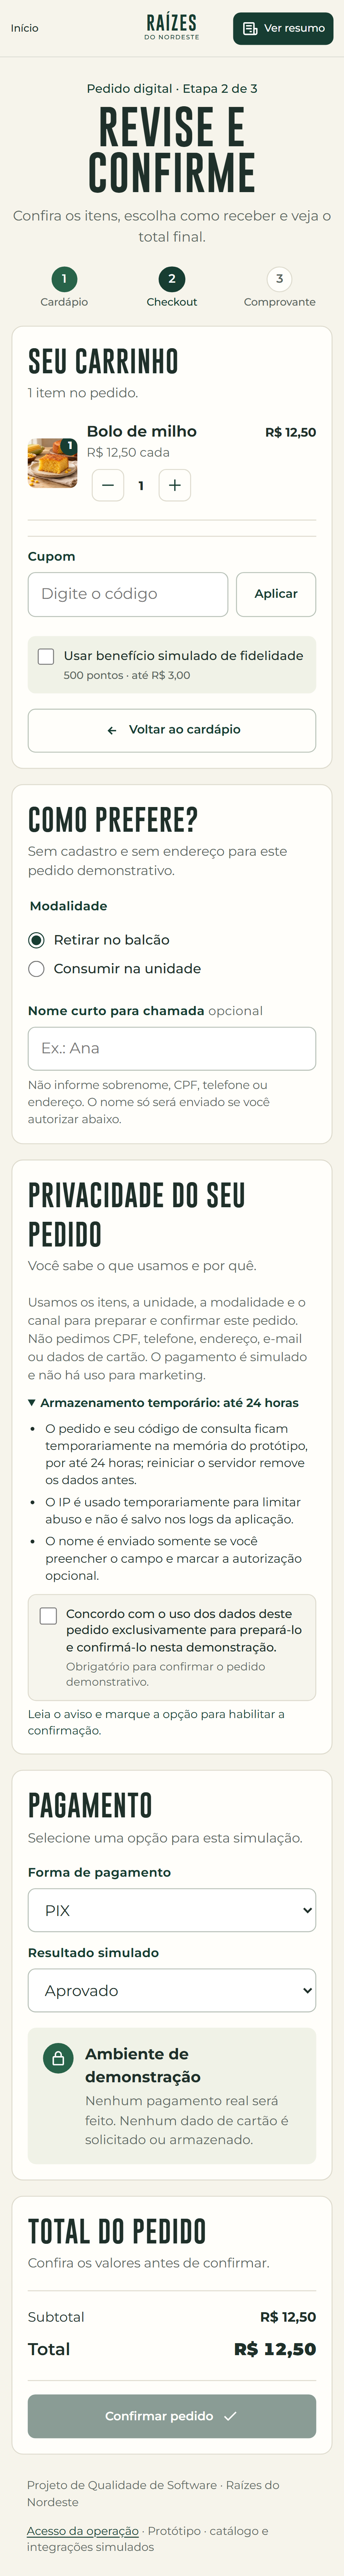 Início
RAÍZES
DO NORDESTE
Ver resumo
Pedido digital · Etapa 2 de 3
REVISE E
CONFIRME
Confira os itens, escolha como receber e veja o
total final.
1
2
3
Cardápio
Checkout
Comprovante
SEU CARRINHO
1 item no pedido.
1
Bolo de milho
R$ 12,50
R$ 12,50 cada
— 1 +
Cupom
Digite o código
Aplicar
Usar benefício simulado de fidelidade
500 pontos · até R$ 3,00
← Voltar ao cardápio
COMO PREFERE?
Sem cadastro e sem endereço para este
pedido demonstrativo.
Modalidade
Retirar no balcão
Consumir na unidade
Nome curto para chamada opcional
Ex.: Ana
Não informe sobrenome, CPF, telefone ou
endereço. O nome só será enviado se você
autorizar abaixo.
PRIVACIDADE DO SEU
PEDIDO
Você sabe o que usamos e por quê.
Usamos os itens, a unidade, a modalidade e o
canal para preparar e confirmar este pedido.
Não pedimos CPF, telefone, endereço, e-mail
ou dados de cartão. O pagamento é simulado
e não há uso para marketing.
▼ Armazenamento temporário: até 24 horas
• O pedido e seu código de consulta ficam
temporariamente na memória do protótipo,
por até 24 horas; reiniciar o servidor remove
os dados antes.
• O IP é usado temporariamente para limitar
abuso e não é salvo nos logs da aplicação.
• O nome é enviado somente se você
preencher o campo e marcar a autorização
opcional.
Concordo com o uso dos dados deste
pedido exclusivamente para prepará-lo
e confirmá-lo nesta demonstração.
Obrigatório para confirmar o pedido
demonstrativo.
Leia o aviso e marque a opção para habilitar a
confirmação.
PAGAMENTO
Selecione uma opção para esta simulação.
Forma de pagamento
PIX
Resultado simulado
Aprovado
Ambiente de
demonstração
Nenhum pagamento real será
feito. Nenhum dado de cartão é
solicitado ou armazenado.
TOTAL DO PEDIDO
Confira os valores antes de confirmar.
Subtotal
R$ 12,50
Total
R$ 12,50
Confirmar pedido ✓
Projeto de Qualidade de Software · Raízes do
Nordeste
Acesso da operação · Protótipo · catálogo e
integrações simulados